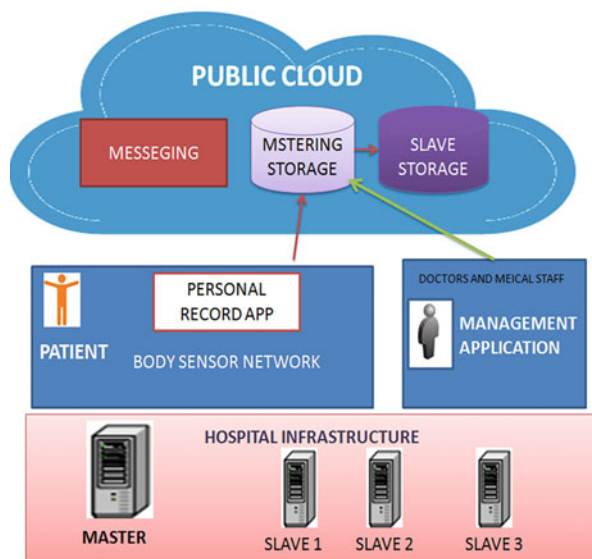 PUBLIC CLOUD
MESSEGING
MSTERING
STORAGE
SLAVE
STORAGE
PATIENT
PERSONAL
RECORD APP
BODY SENSOR NETWORK
DOCTORS AND MEICAL STAFF
MANAGEMENT
APPLICATION
HOSPITAL INFRASTRUCTURE
MASTER
SLAVE 1
SLAVE 2
SLAVE 3